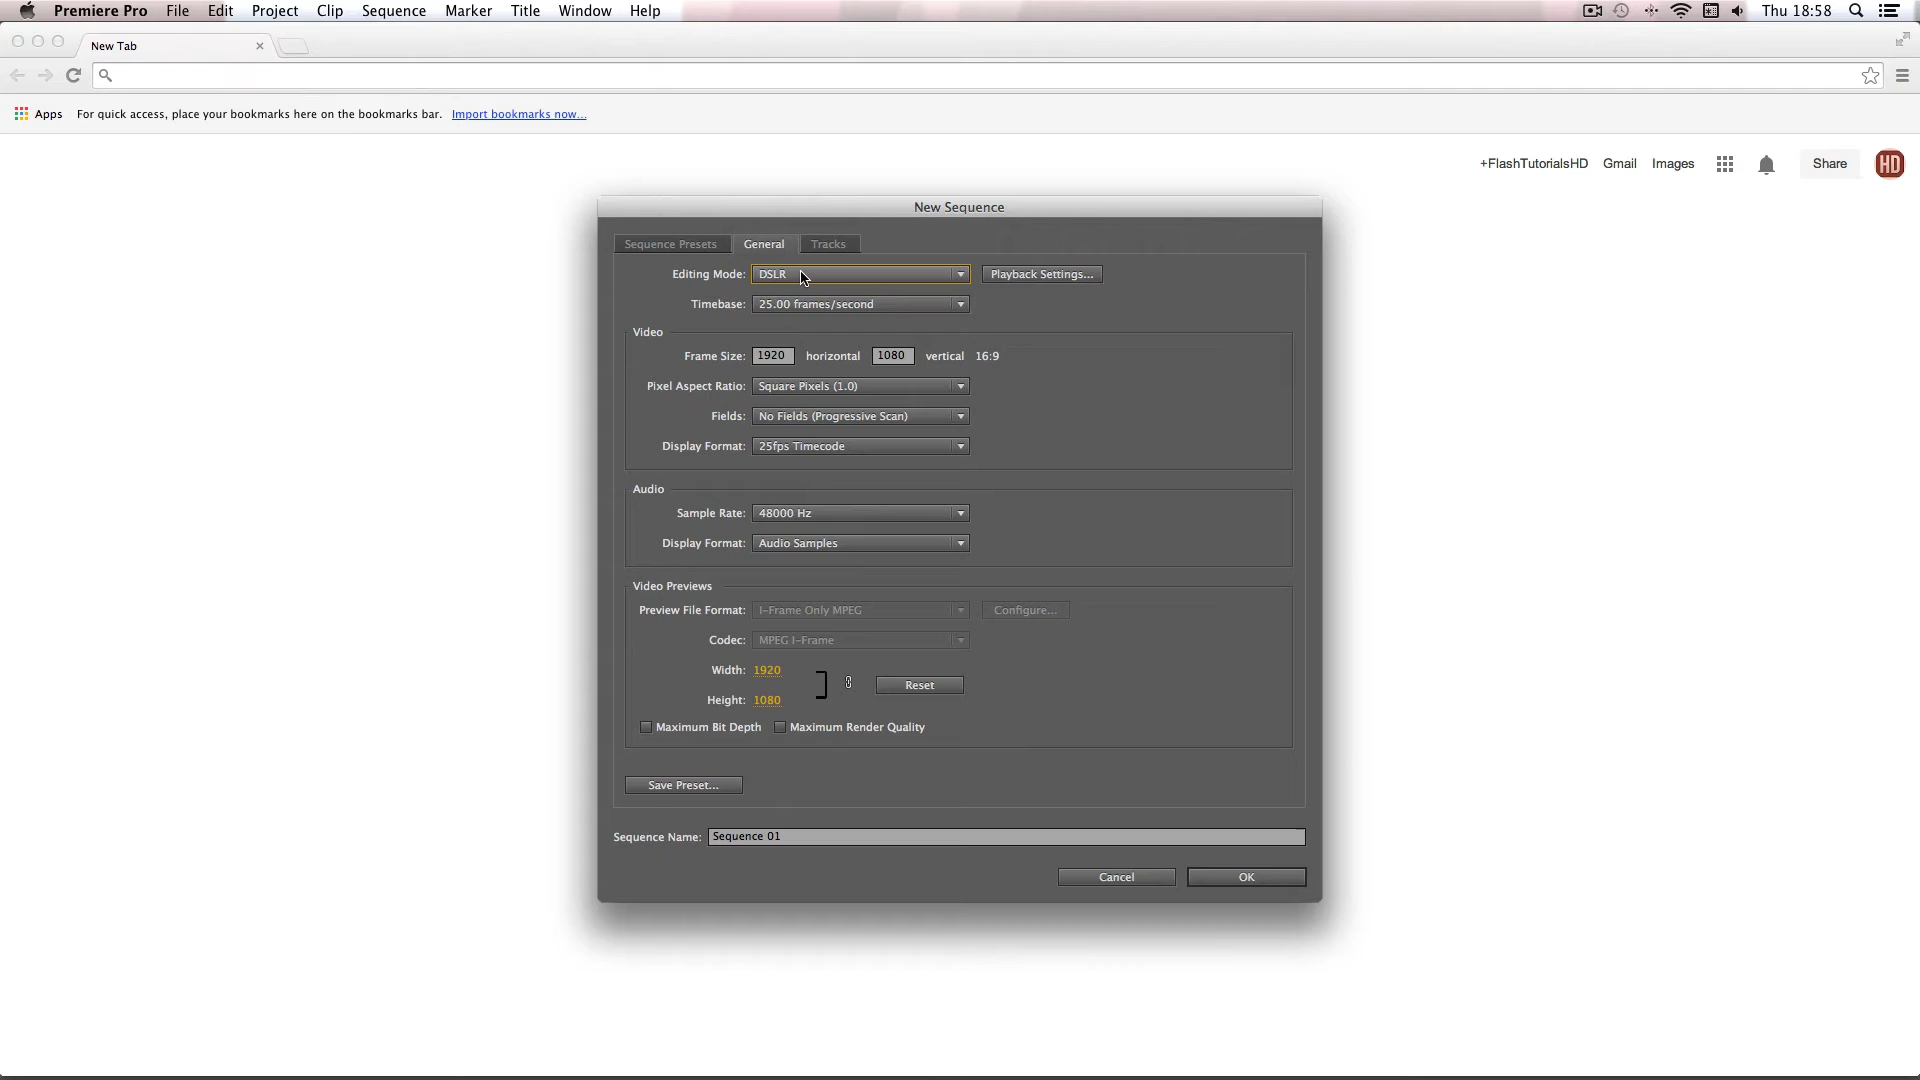 Premiere Pro File Edit Project Clip Sequence Marker Title Window Help Thu 18:58
New Tab
Apps For quick access, place your bookmarks here on the bookmarks bar. Import bookmarks now...
+FlashTutorialsHD Gmail Images Share HD
New Sequence
Sequence Presets General Tracks
Editing Mode: DSLR Playback Settings...
Timebase: 25.00 frames/second
Video
Frame Size: 1920 horizontal 1080 vertical 16:9
Pixel Aspect Ratio: Square Pixels (1.0)
Fields: No Fields (Progressive Scan)
Display Format: 25fps Timecode
Audio
Sample Rate: 48000 Hz
Display Format: Audio Samples
Video Previews
Preview File Format: I-Frame Only MPEG Configure...
Codec: MPEG I-Frame
Width: 1920
Height: 1080
Reset
Maximum Bit Depth Maximum Render Quality
Save Preset...
Sequence Name: Sequence 01
Cancel OK